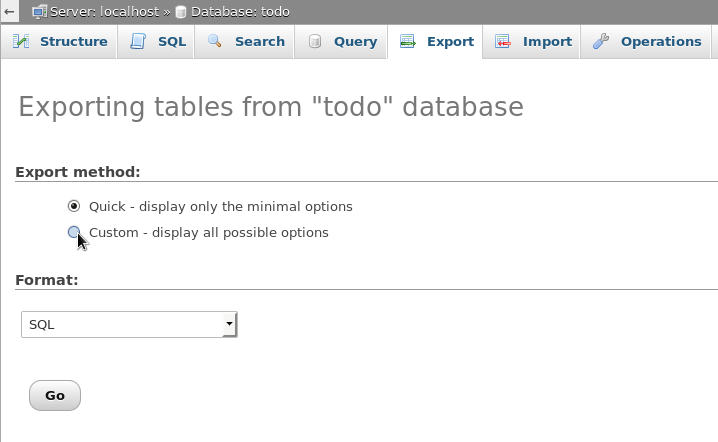 ← Server: localhost » Database: todo
Structure SQL Search Query Export Import Operations
Exporting tables from "todo" database
Export method:
Quick - display only the minimal options
Custom - display all possible options
Format:
SQL
Go